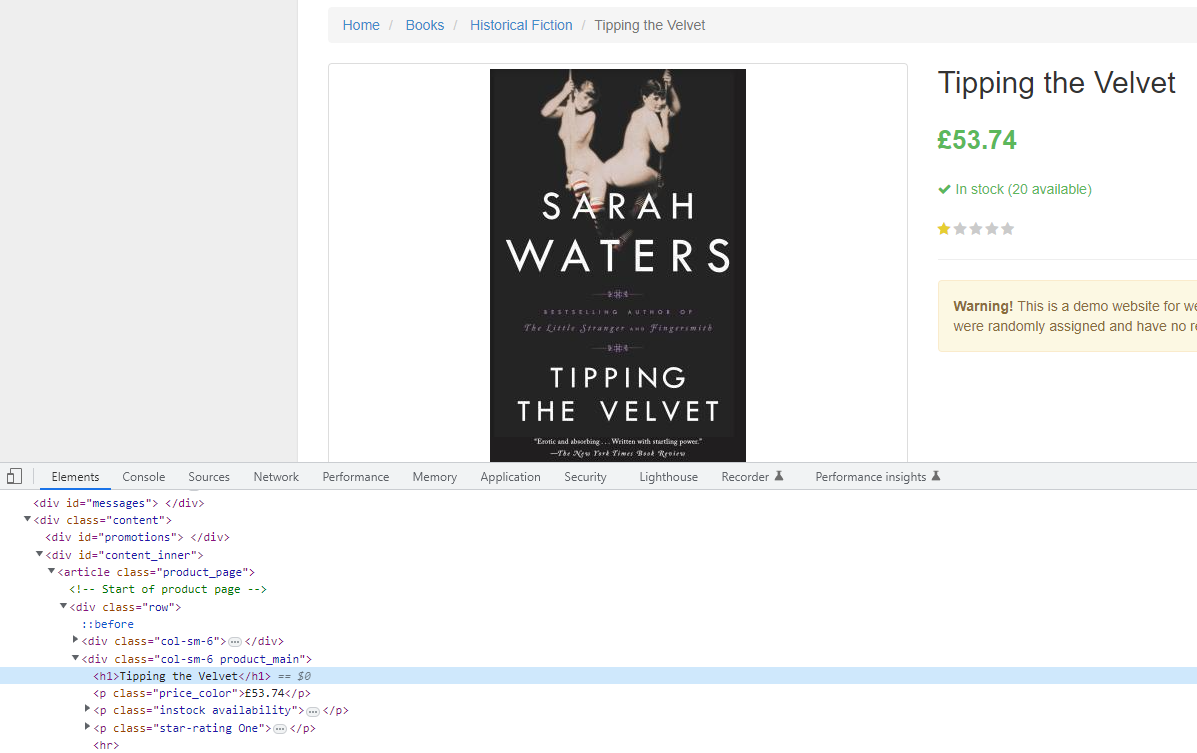 Home / Books / Historical Fiction / Tipping the Velvet
SARAH
WATERS
BESTSELLING AUTHOR OF
The Little Stranger AND Fingersmith
TIPPING
THE VELVET
"Erotic and absorbing . . . Written with startling power."
—The New York Times Book Review
Tipping the Velvet
£53.74
In stock (20 available)
Warning! This is a demo website for we
were randomly assigned and have no re
Elements Console Sources Network Performance Memory Application Security Lighthouse Recorder Performance insights
<div id="messages"> </div>
<div class="content">
<div id="promotions"> </div>
<div id="content_inner">
<article class="product_page">
<!-- Start of product page -->
<div class="row">
::before
<div class="col-sm-6">…</div>
<div class="col-sm-6 product_main">
<h1>Tipping the Velvet</h1> == $0
<p class="price_color">£53.74</p>
<p class="instock availability">…</p>
<p class="star-rating One">…</p>
<hr>